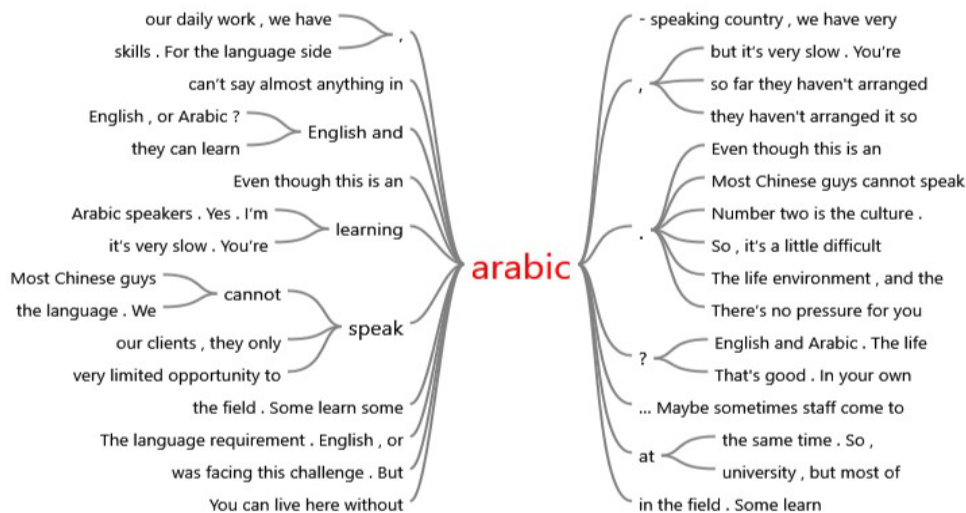 our daily work , we have
skills . For the language side
,
can't say almost anything in
English , or Arabic ?
they can learn
English and
Even though this is an
Arabic speakers . Yes . I'm
it's very slow . You're
learning
Most Chinese guys
the language . We
cannot
our clients , they only
very limited opportunity to
speak
the field . Some learn some
The language requirement . English , or
was facing this challenge . But
You can live here without
arabic
- speaking country , we have very
,
but it's very slow . You're
so far they haven't arranged
they haven't arranged it so
.
Even though this is an
Most Chinese guys cannot speak
Number two is the culture .
So , it's a little difficult
The life environment , and the
There's no pressure for you
?
English and Arabic . The life
That's good . In your own
... Maybe sometimes staff come to
at
the same time . So ,
university , but most of
in the field . Some learn